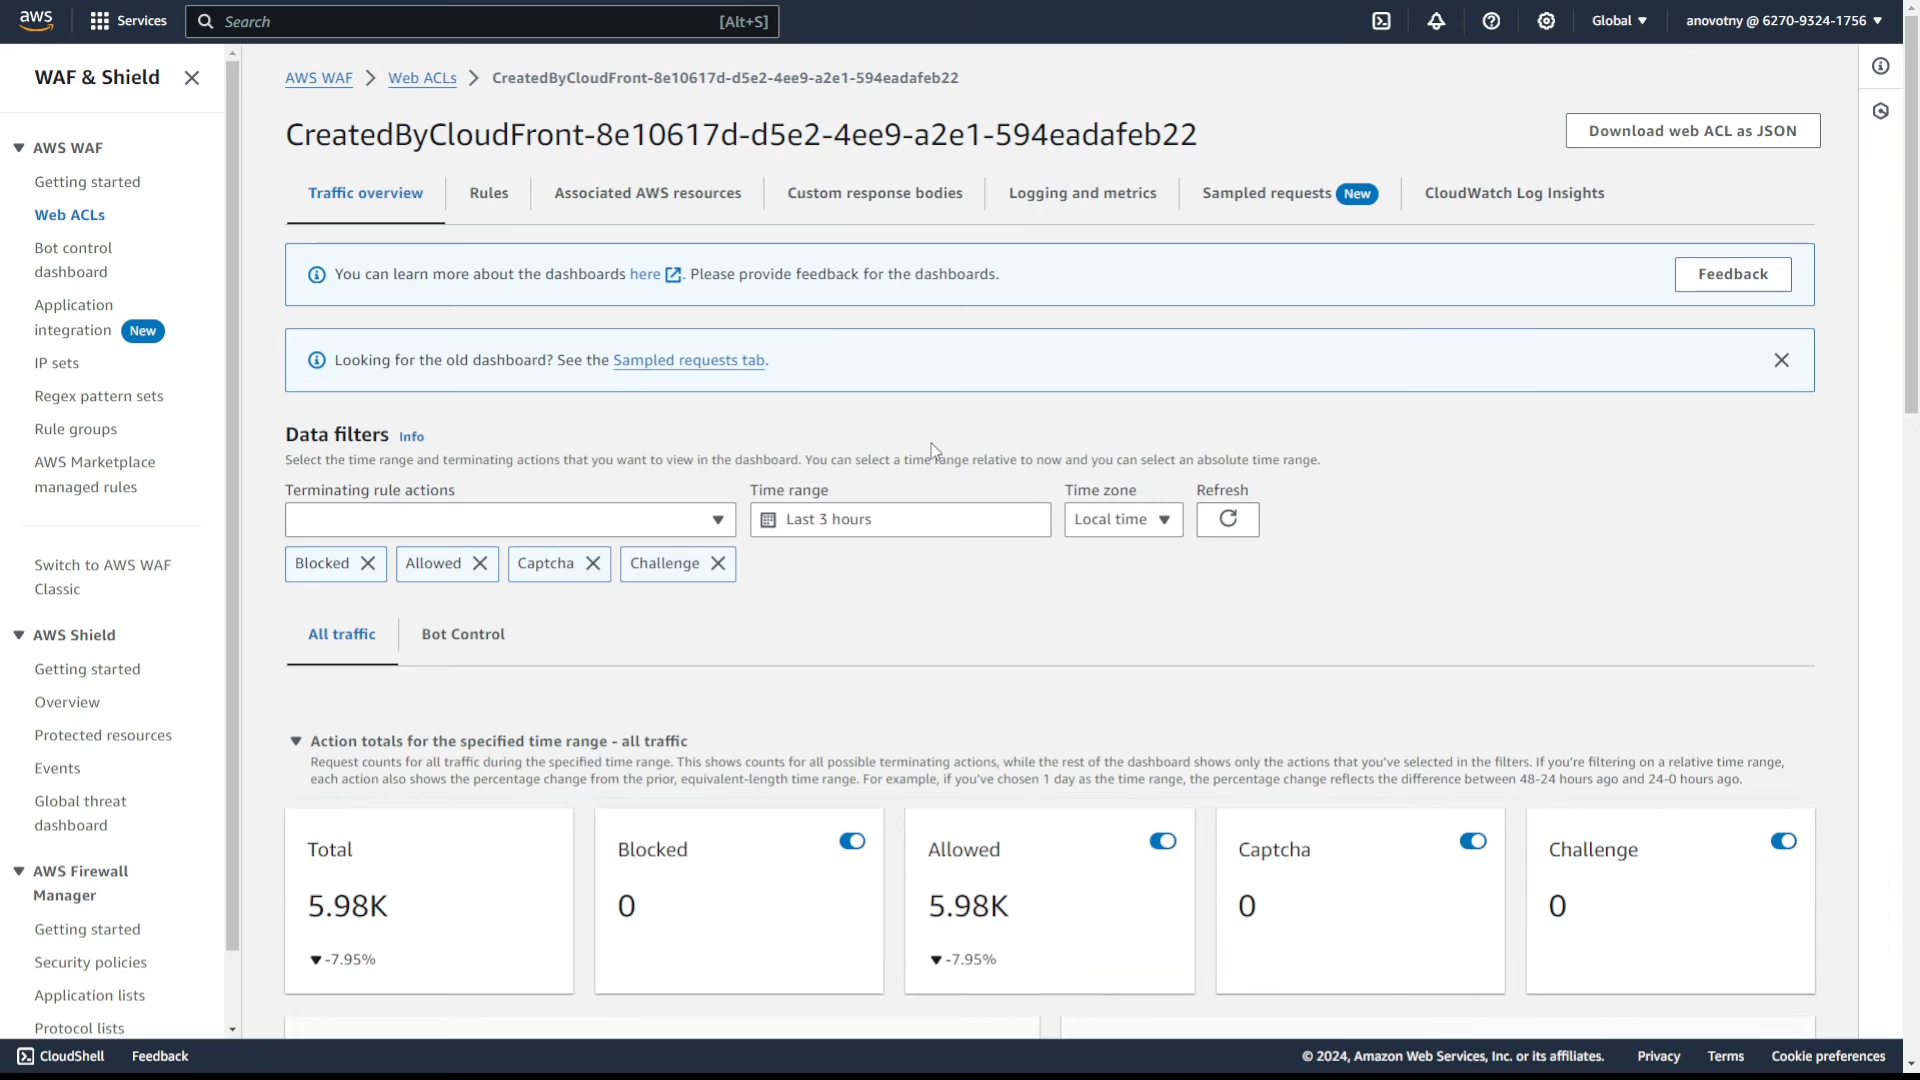 aws
Services
Search
[Alt+S]
Global
anovotny @ 6270-9324-1756
WAF & Shield
AWS WAF
Getting started
Web ACLs
Bot control
dashboard
Application
integration New
IP sets
Regex pattern sets
Rule groups
AWS Marketplace
managed rules
Switch to AWS WAF
Classic
AWS Shield
Getting started
Overview
Protected resources
Events
Global threat
dashboard
AWS Firewall
Manager
Getting started
Security policies
Application lists
Protocol lists
AWS WAF > Web ACLs > CreatedByCloudFront-8e10617d-d5e2-4ee9-a2e1-594eadafeb22
CreatedByCloudFront-8e10617d-d5e2-4ee9-a2e1-594eadafeb22
Download web ACL as JSON
Traffic overview
Rules
Associated AWS resources
Custom response bodies
Logging and metrics
Sampled requests New
CloudWatch Log Insights
You can learn more about the dashboards here. Please provide feedback for the dashboards.
Feedback
Looking for the old dashboard? See the Sampled requests tab.
Data filters Info
Select the time range and terminating actions that you want to view in the dashboard. You can select a time range relative to now and you can select an absolute time range.
Terminating rule actions
Time range
Time zone
Refresh
Last 3 hours
Local time
Blocked
Allowed
Captcha
Challenge
All traffic
Bot Control
Action totals for the specified time range - all traffic
Request counts for all traffic during the specified time range. This shows counts for all possible terminating actions, while the rest of the dashboard shows only the actions that you've selected in the filters. If you're filtering on a relative time range,
each action also shows the percentage change from the prior, equivalent-length time range. For example, if you've chosen 1 day as the time range, the percentage change reflects the difference between 48-24 hours ago and 24-0 hours ago.
Total
5.98K
-7.95%
Blocked
0
Allowed
5.98K
-7.95%
Captcha
0
Challenge
0
CloudShell
Feedback
© 2024, Amazon Web Services, Inc. or its affiliates.
Privacy
Terms
Cookie preferences